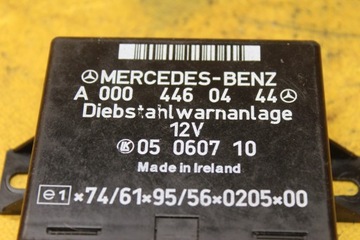 MERCEDES-BENZ
A 000 446 04 44
Diebstahlwarnanlage
12V
05 0607 10
Made in Ireland
e1 *74/61*95/56*0205*00